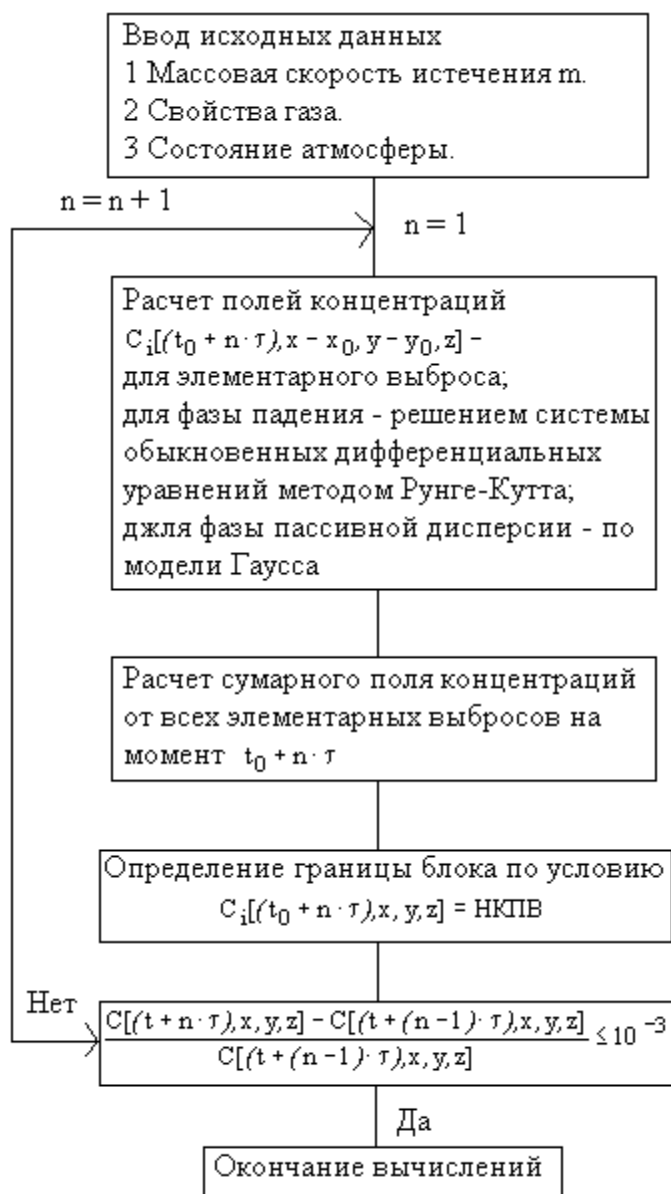 Ввод исходных данных
1 Массовая скорость истечения m.
2 Свойства газа.
3 Состояние атмосферы.
n = n + 1
n = 1
Расчет полей концентраций
C_i[(t_0 + n · τ), x − x_0, y − y_0, z] −
для элементарного выброса;
для фазы падения - решением системы
обыкновенных дифференциальных
уравнений методом Рунге-Кутта;
джля фазы пассивной дисперсии - по
модели Гаусса
Расчет сумарного поля концентраций
от всех элементарных выбросов на
момент t_0 + n · τ
Определение границы блока по условию
C_i[(t_0 + n · τ), x, y, z] = НКПВ
Нет
C[(t + n · τ), x, y, z] − C[(t + (n − 1) · τ), x, y, z]
C[(t + (n − 1) · τ), x, y, z]
≤ 10^−3
Да
Окончание вычислений